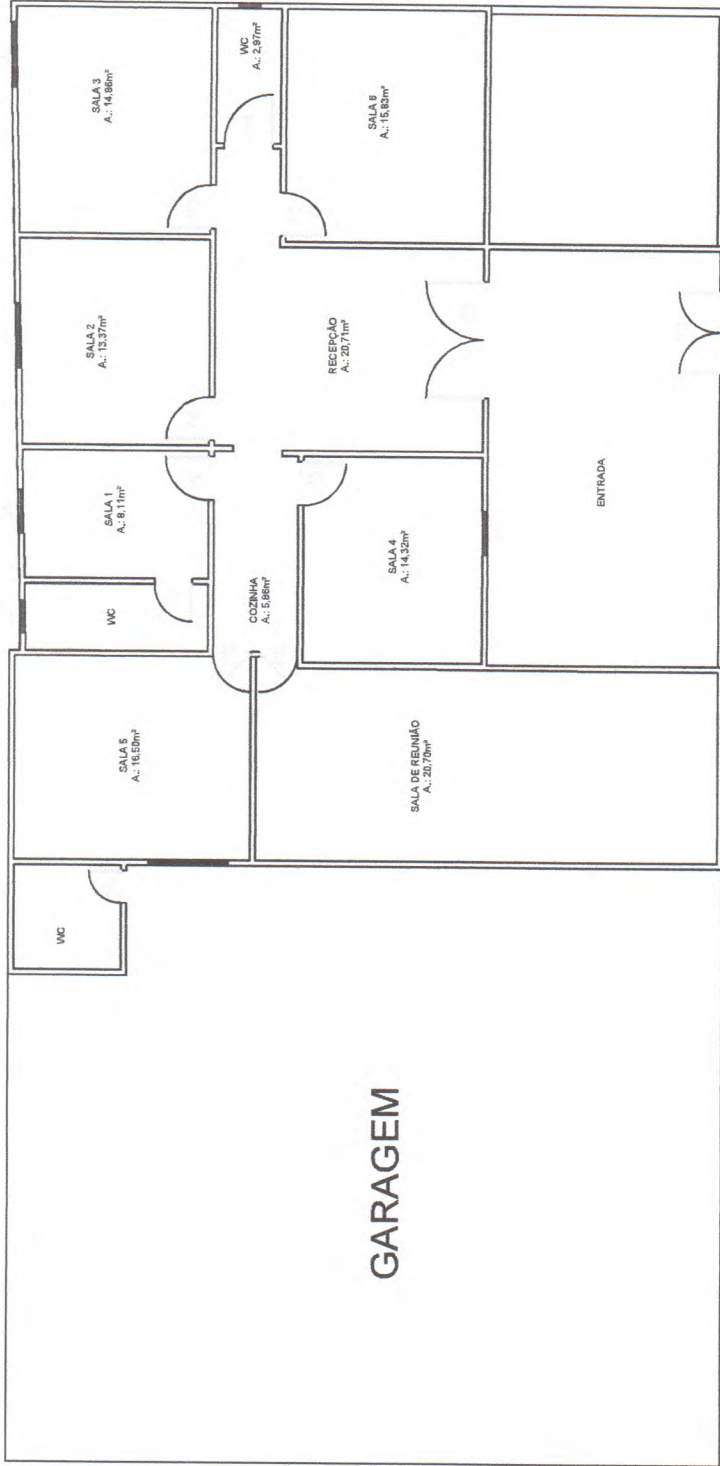 SALA 3
A.: 14,86m²
WC
A.: 2,97m²
SALA 6
A.: 15,83m²
SALA 2
A.: 13,37m²
RECEPÇÃO
A.: 20,71m²
SALA 1
A.: 8,11m²
WC
COZINHA
A.: 5,86m²
SALA 4
A.: 14,32m²
ENTRADA
SALA 5
A.: 16,50m²
SALA DE REUNIÃO
A.: 20,70m²
WC
GARAGEM